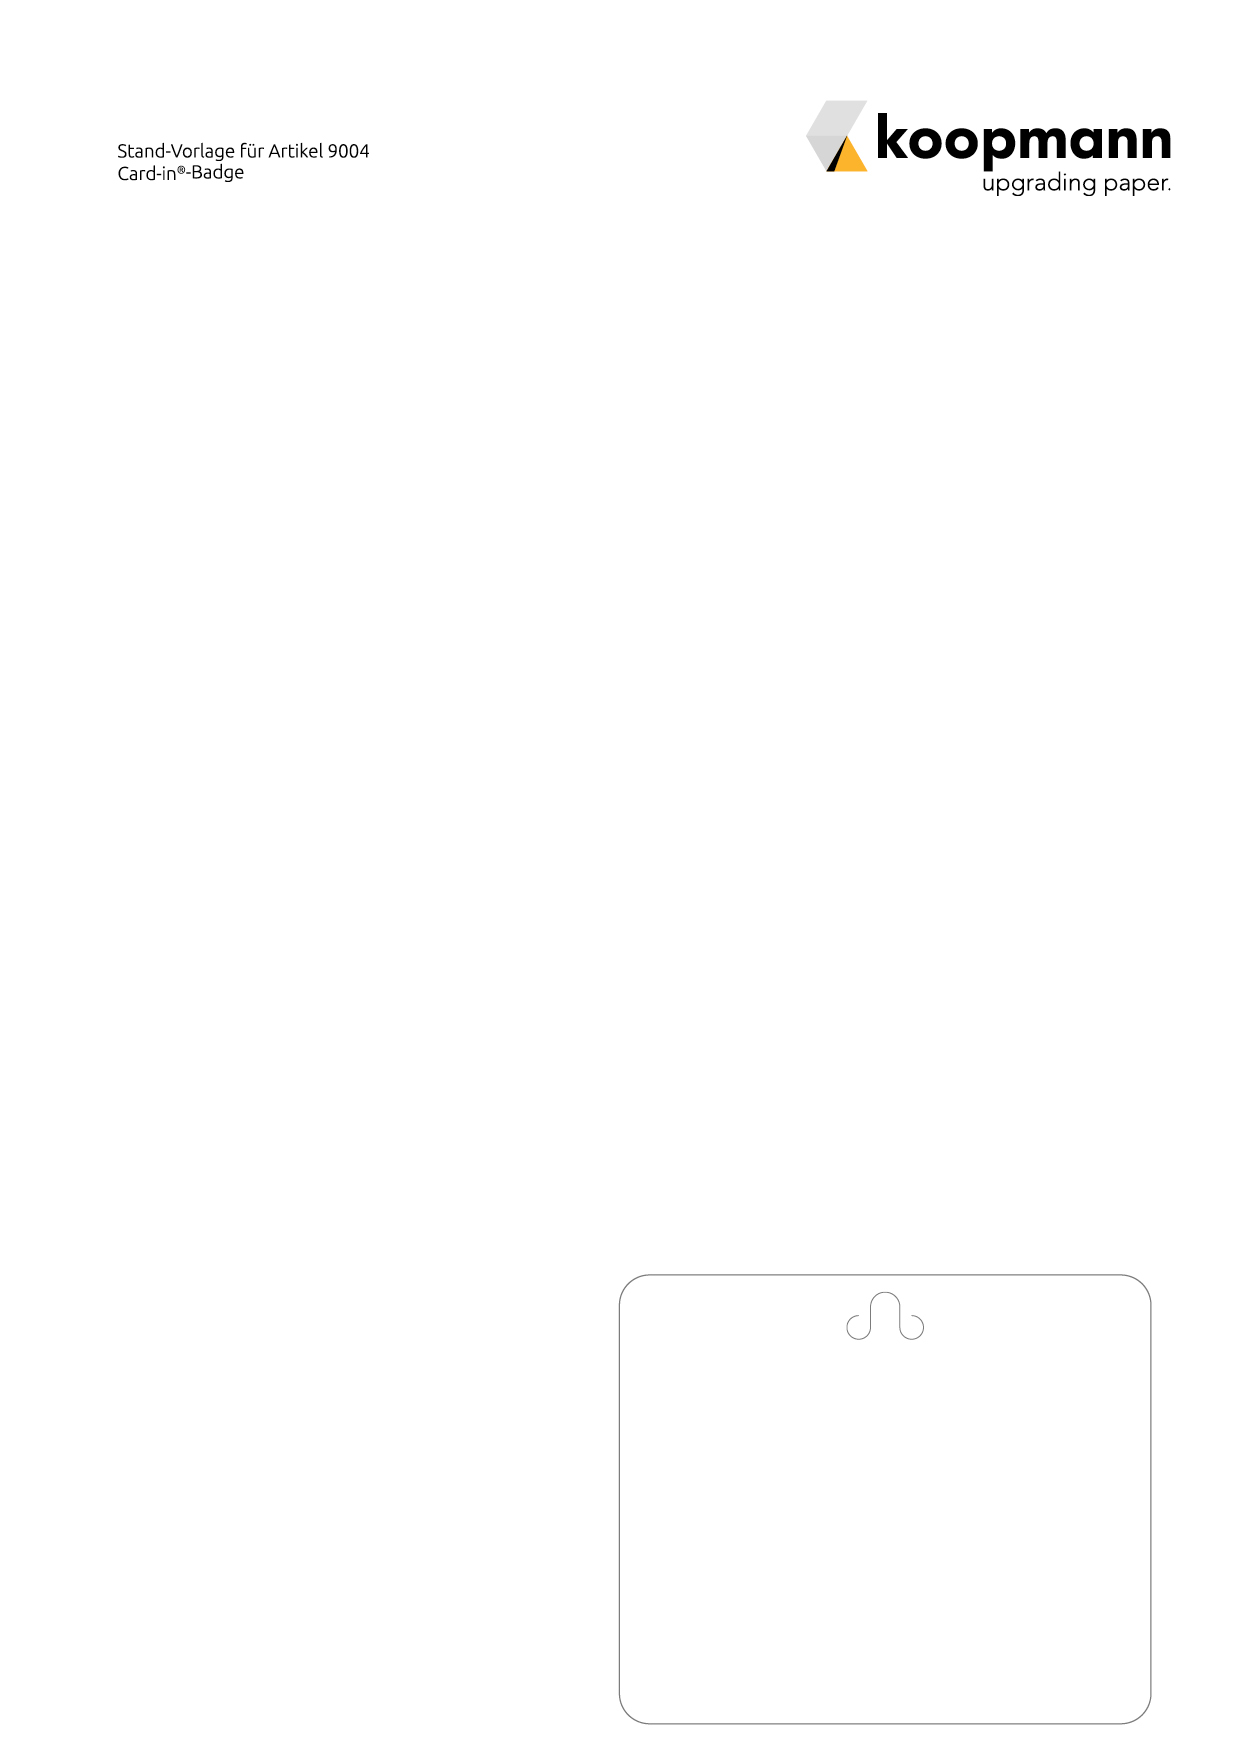 Stand-Vorlage für Artikel 9004
Card-in®-Badge
koopmann
upgrading paper.